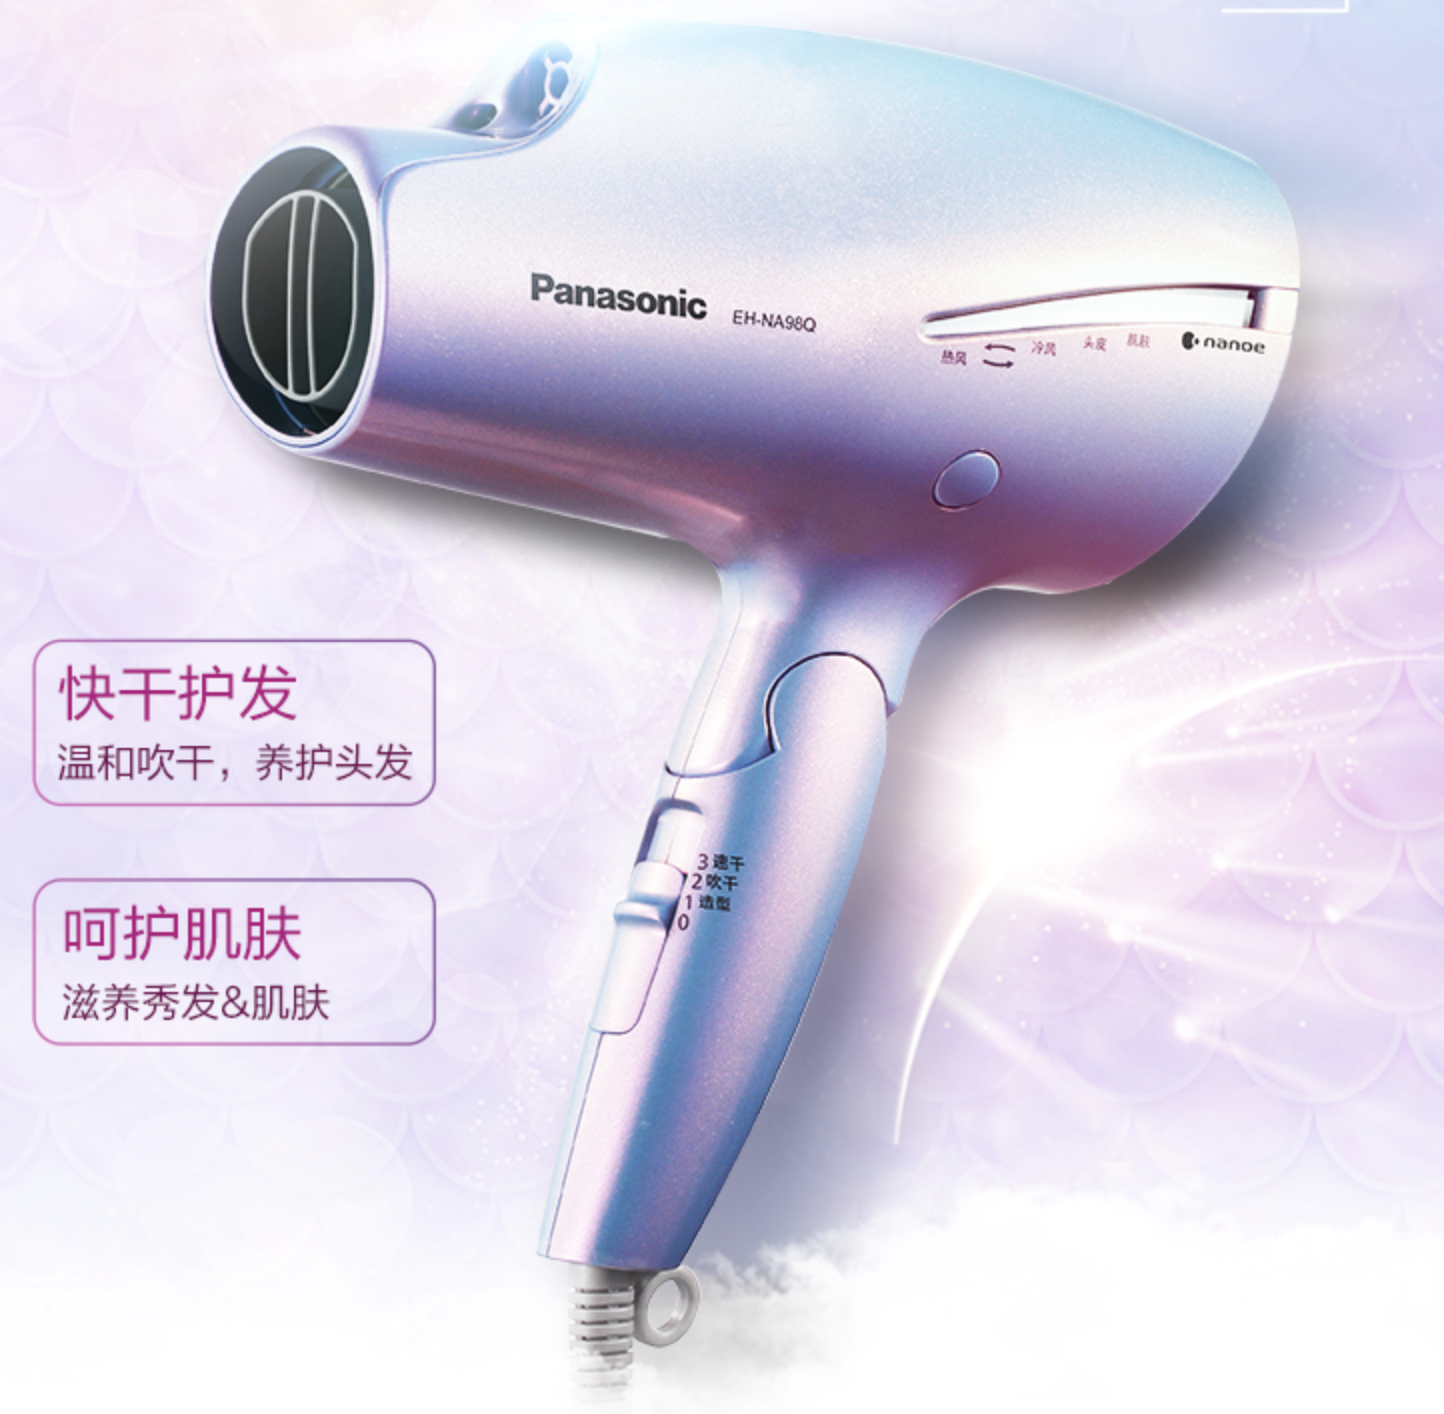 Panasonic EH-NA98Q
热风 冷风 头皮 肌肤 nanoe
快干护发
温和吹干，养护头发
3 速干
2 吹干
1 造型
0
呵护肌肤
滋养秀发&肌肤